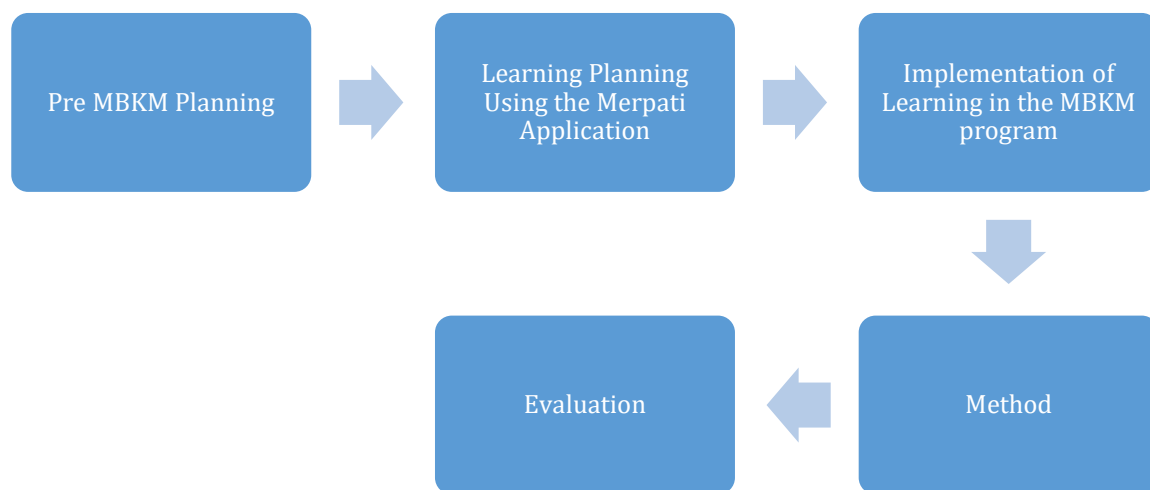 Pre MBKM Planning
Learning Planning
Using the Merpati
Application
Implementation of
Learning in the MBKM
program
Method
Evaluation